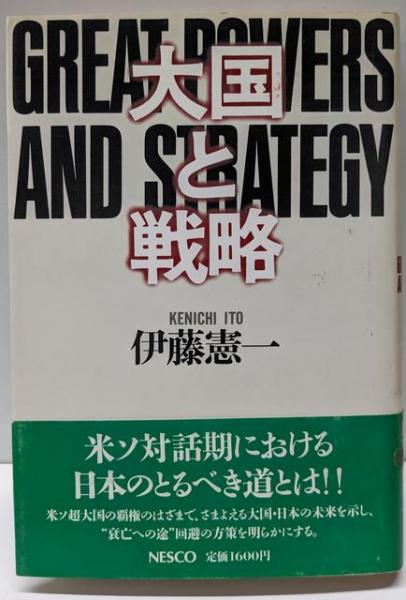 GREAT POWERS
AND STRATEGY
大国
と
戦略
KENICHI ITO
伊藤憲一
米ソ対話期における
日本のとるべき道とは!!
米ソ超大国の覇権のはざまで、さまよえる大国・日本の未来を示し、
“衰亡への途”回避の方策を明らかにする。
NESCO 定価1600円